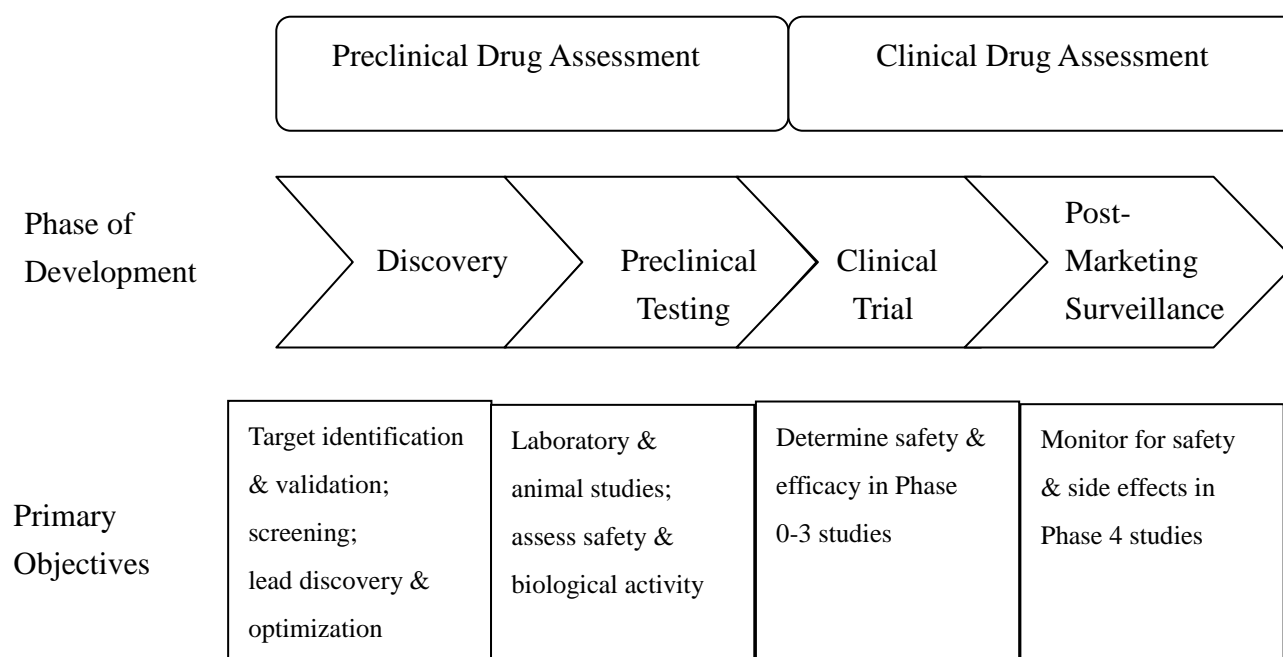 Preclinical Drug Assessment
Clinical Drug Assessment
Phase of
Development
Discovery
Preclinical
Testing
Clinical
Trial
Post-
Marketing
Surveillance
Primary
Objectives
Target identification
& validation;
screening;
lead discovery &
optimization
Laboratory &
animal studies;
assess safety &
biological activity
Determine safety &
efficacy in Phase
0-3 studies
Monitor for safety
& side effects in
Phase 4 studies